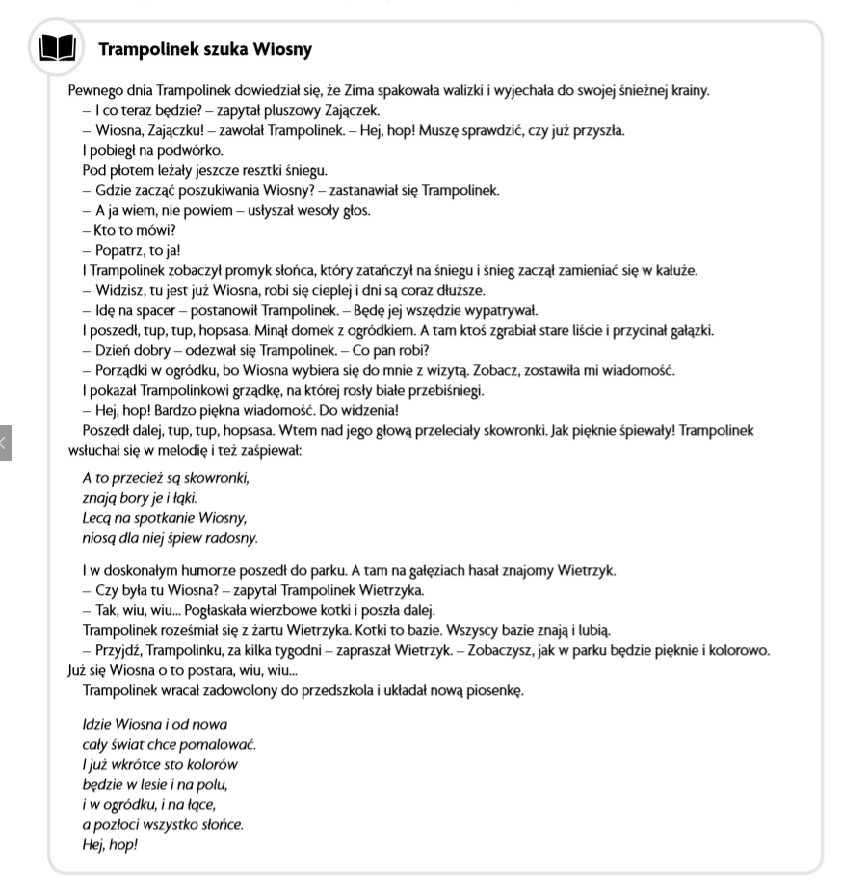 Trampolinek szuka Wiosny
Pewnego dnia Trampolinek dowiedział się, że Zima spakowała walizki i wyjechała do swojej śnieżnej krainy.
– I co teraz będzie? – zapytał pluszowy Zajączek.
– Wiosna, Zajączku! – zawołał Trampolinek. – Hej, hop! Muszę sprawdzić, czy już przyszła.
I pobiegł na podwórko.
Pod płotem leżały jeszcze resztki śniegu.
– Gdzie zacząć poszukiwania Wiosny? – zastanawiał się Trampolinek.
– A ja wiem, nie powiem – usłyszał wesoły głos.
– Kto to mówi?
– Popatrz, to ja!
I Trampolinek zobaczył promyk słońca, który zatańczył na śniegu i śnieg zaczął zamieniać się w kałuże.
– Widzisz, tu jest już Wiosna, robi się cieplej i dni są coraz dłuższe.
– Idę na spacer – postanowił Trampolinek. – Będę jej wszędzie wypatrywał.
I poszedł, tup, tup, hopsasa. Minął domek z ogródkiem. A tam ktoś zgrabiał stare liście i przycinał gałązki.
– Dzień dobry – odezwał się Trampolinek. – Co pan robi?
– Porządki w ogródku, bo Wiosna wybiera się do mnie z wizytą. Zobacz, zostawiła mi wiadomość.
I pokazał Trampolinkowi grządkę, na której rosły białe przebiśniegi.
– Hej, hop! Bardzo piękna wiadomość. Do widzenia!
Poszedł dalej, tup, tup, hopsasa. Wtem nad jego głową przeleciały skowronki. Jak pięknie śpiewały! Trampolinek
wsłuchał się w melodię i też zaśpiewał:
A to przecież są skowronki,
znają bory je i łąki.
Lecą na spotkanie Wiosny,
niosą dla niej śpiew radosny.
I w doskonałym humorze poszedł do parku. A tam na gałęziach hasał znajomy Wietrzyk.
– Czy była tu Wiosna? – zapytał Trampolinek Wietrzyka.
– Tak, wiu, wiu... Pogłaskała wierzbowe kotki i poszła dalej.
Trampolinek roześmiał się z żartu Wietrzyka. Kotki to bazie. Wszyscy bazie znają i lubią.
– Przyjdź, Trampolinku, za kilka tygodni – zapraszał Wietrzyk. – Zobaczysz, jak w parku będzie pięknie i kolorowo.
Już się Wiosna o to postara, wiu, wiu...
Trampolinek wracał zadowolony do przedszkola i układał nową piosenkę.
Idzie Wiosna i od nowa
cały świat chce pomalować.
I już wkrótce sto kolorów
będzie w lesie i na polu,
i w ogródku, i na łące,
a pozłoci wszystko słońce.
Hej, hop!